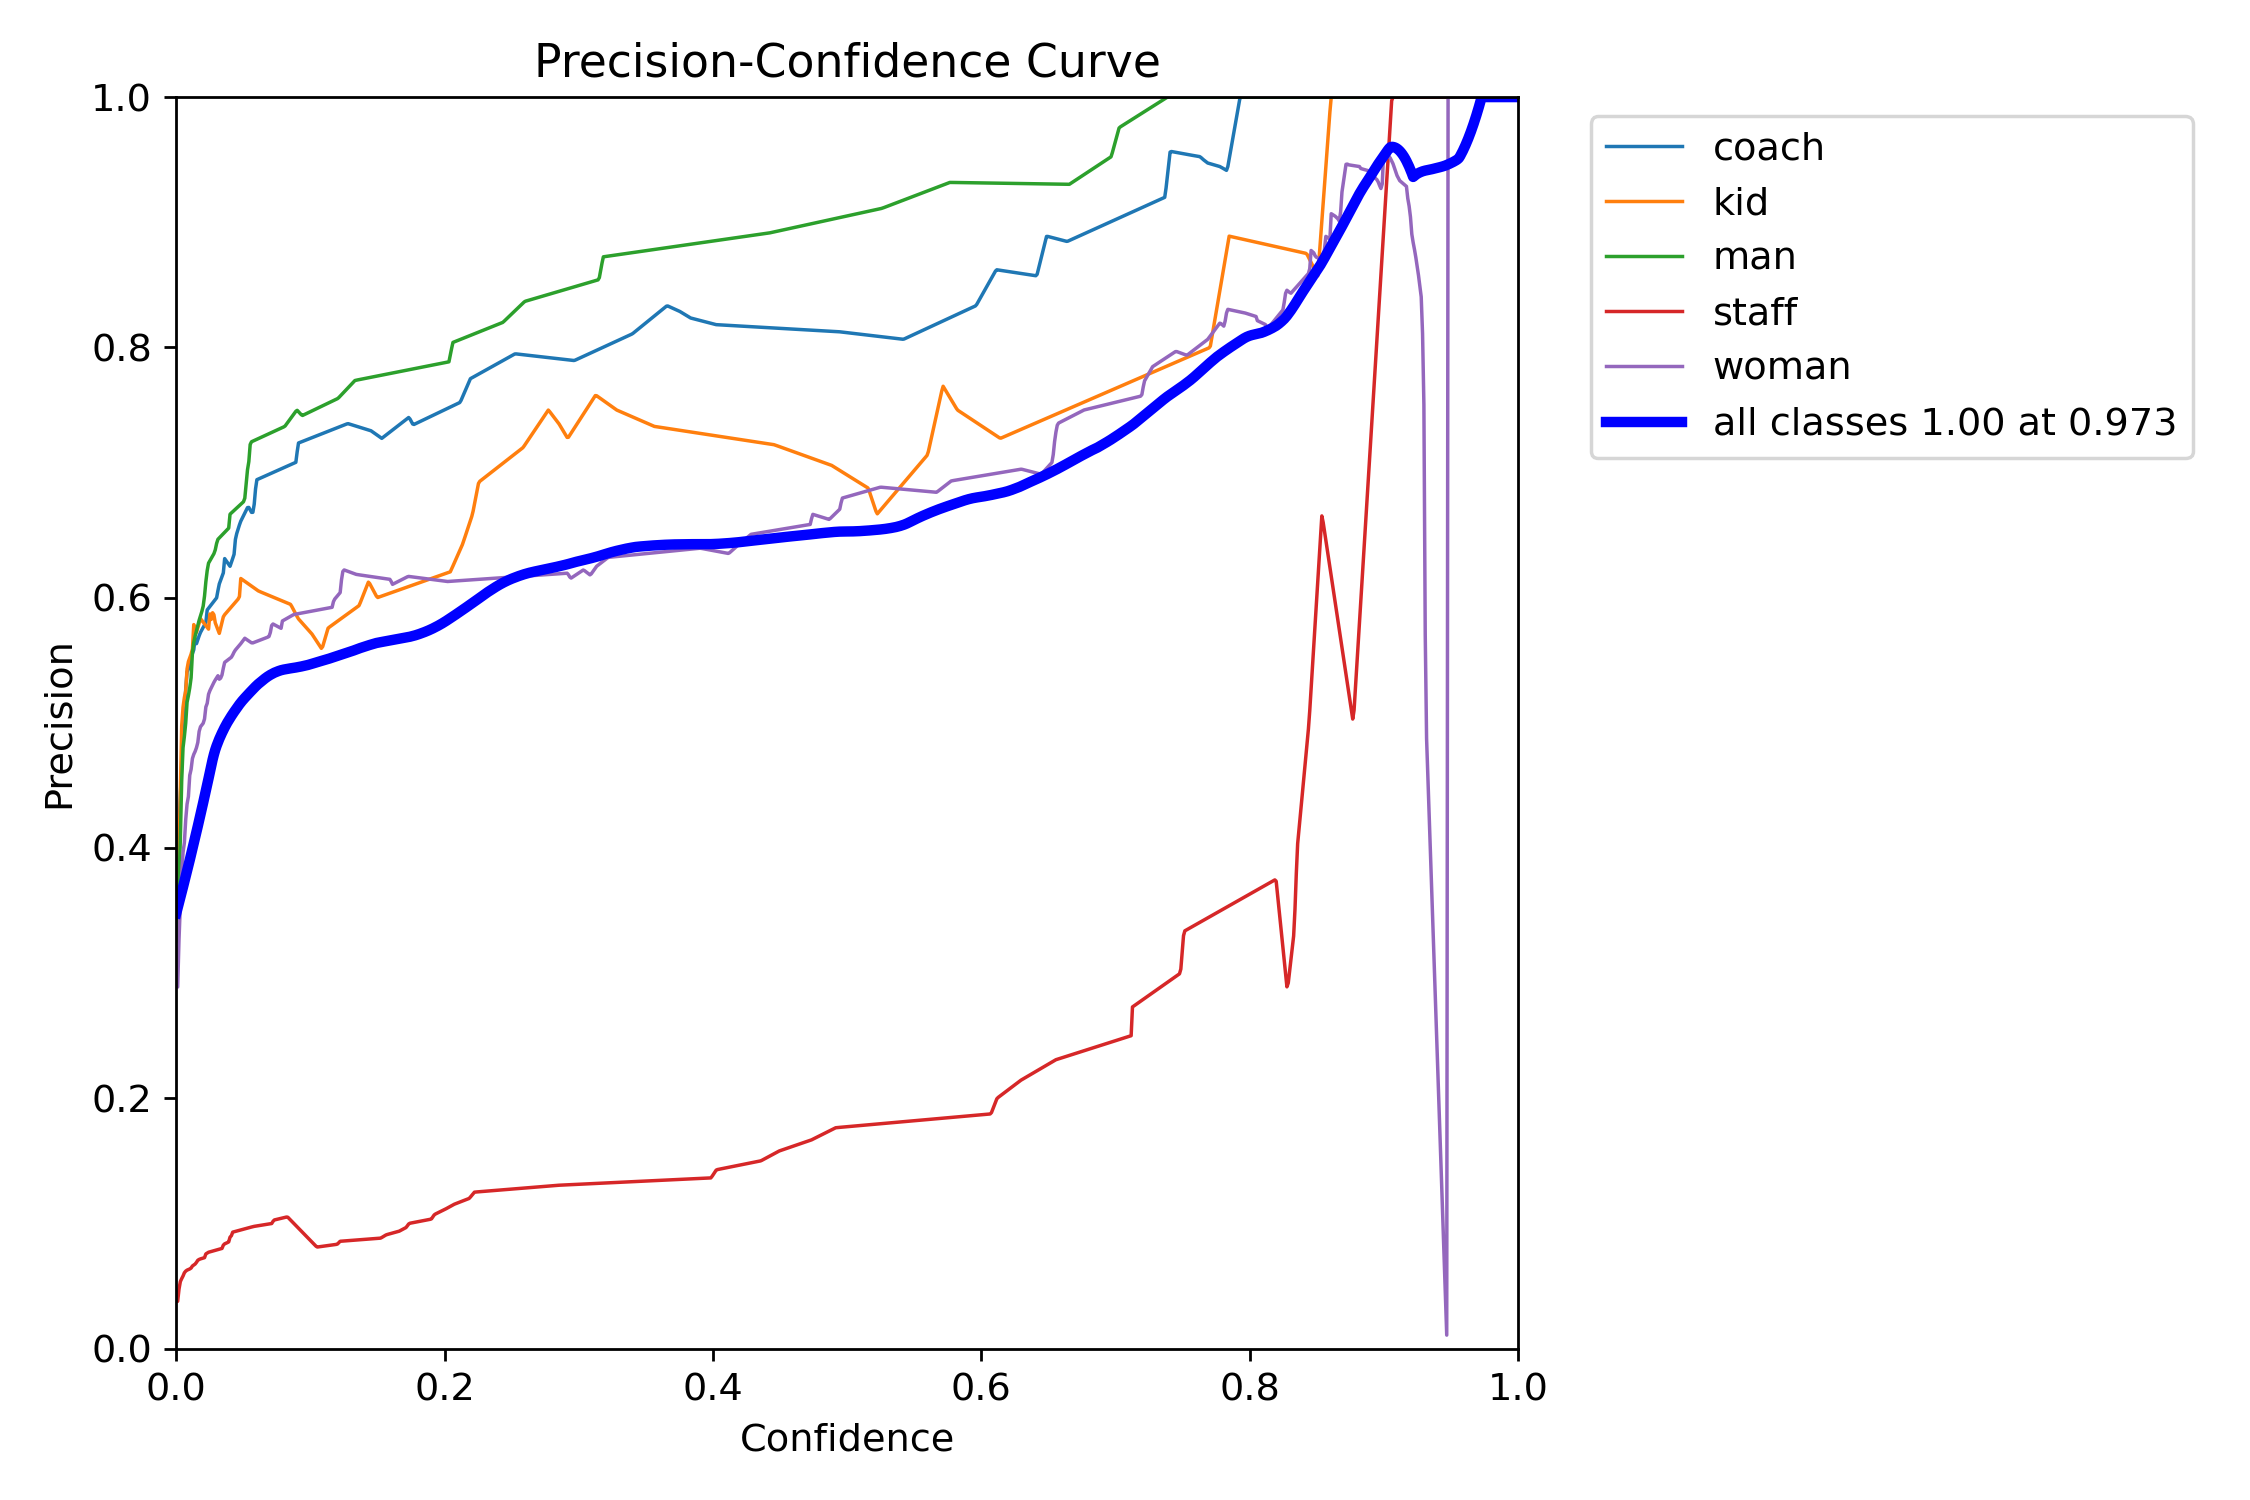 Precision-Confidence Curve
1.0
0.8
0.6
0.4
0.2
0.0
Precision
0.0 0.2 0.4 0.6 0.8 1.0
Confidence
coach
kid
man
staff
woman
all classes 1.00 at 0.973